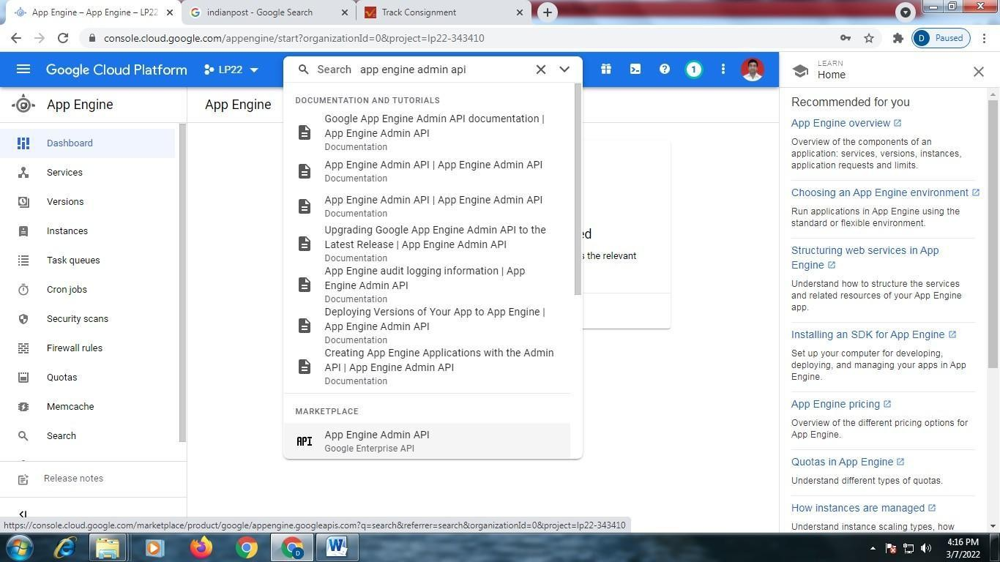 App Engine – App Engine – LP22
indianpost - Google Search
Track Consignment
console.cloud.google.com/appengine/start?organizationId=0&project=lp22-343410
D
Paused
Google Cloud Platform
LP22
Search app engine admin api
1
LEARN
Home
App Engine
Dashboard
Services
Versions
Instances
Task queues
Cron jobs
Security scans
Firewall rules
Quotas
Memcache
Search
Release notes
App Engine
DOCUMENTATION AND TUTORIALS
Google App Engine Admin API documentation |
App Engine Admin API
Documentation
App Engine Admin API | App Engine Admin API
Documentation
App Engine Admin API | App Engine Admin API
Documentation
Upgrading Google App Engine Admin API to the
Latest Release | App Engine Admin API
Documentation
App Engine audit logging information | App
Engine Admin API
Documentation
Deploying Versions of Your App to App Engine |
App Engine Admin API
Documentation
Creating App Engine Applications with the Admin
API | App Engine Admin API
Documentation
MARKETPLACE
API
App Engine Admin API
Google Enterprise API
ed
s the relevant
Recommended for you
App Engine overview
Overview of the components of an
application: services, versions, instances,
application requests and limits.
Choosing an App Engine environment
Run applications in App Engine using the
standard or flexible environment.
Structuring web services in App
Engine
Understand how to structure the services
and related resources of your App Engine
app.
Installing an SDK for App Engine
Set up your computer for developing,
deploying, and managing your apps in App
Engine.
App Engine pricing
Overview of the different pricing options for
App Engine.
Quotas in App Engine
Understand different types of quotas.
How instances are managed
Understand instance scaling types, how
https://console.cloud.google.com/marketplace/product/google/appengine.googleapis.com?q=search&referrer=search&organizationId=0&project=lp22-343410
D
W
4:16 PM
3/7/2022